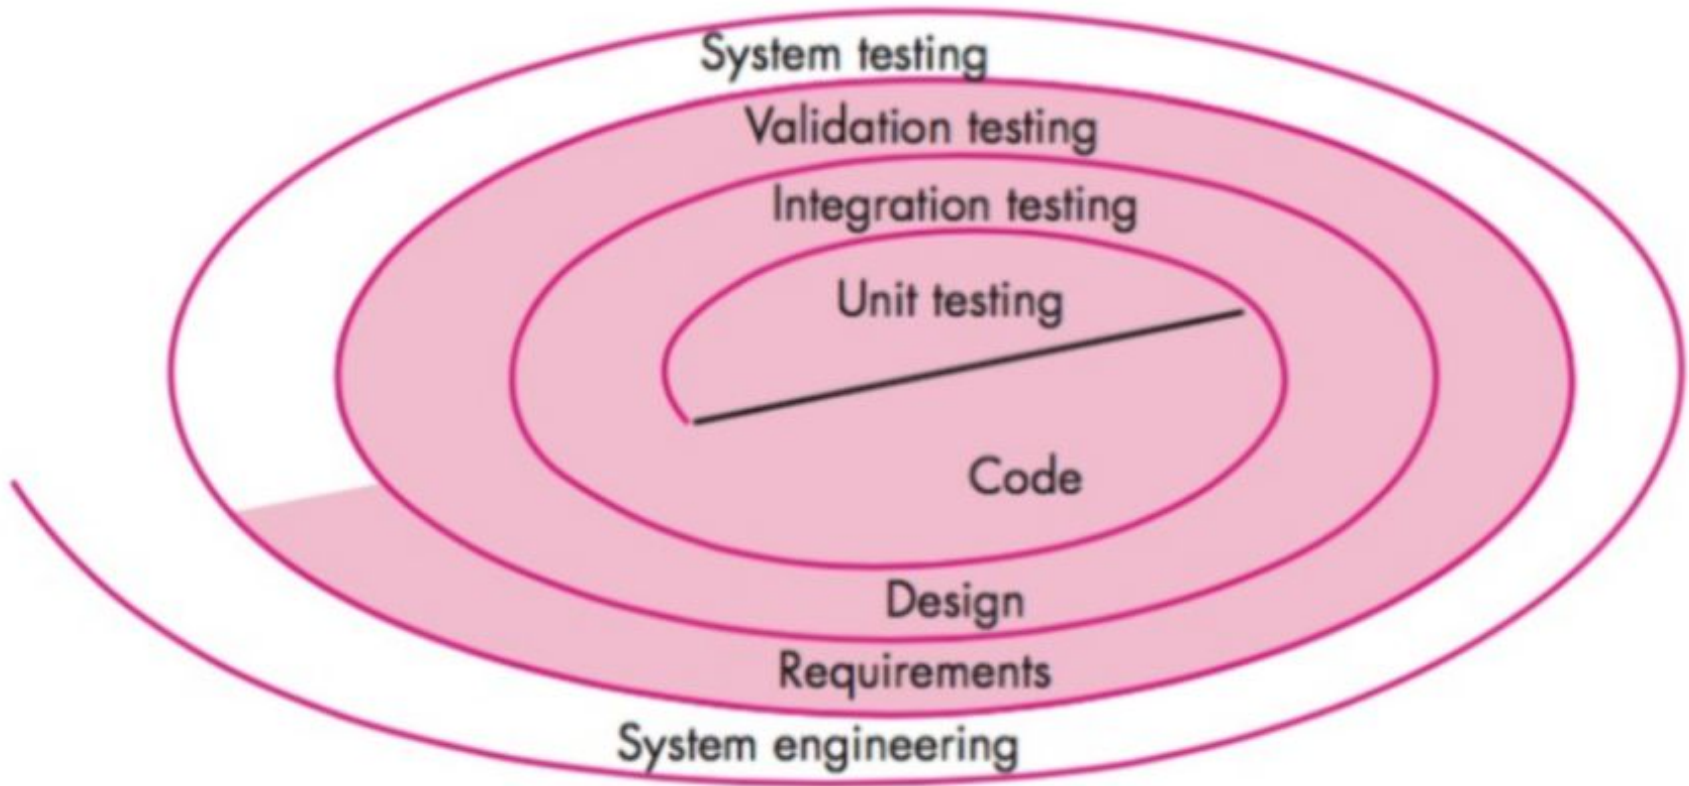 System testing
Validation testing
Integration testing
Unit testing
Code
Design
Requirements
System engineering